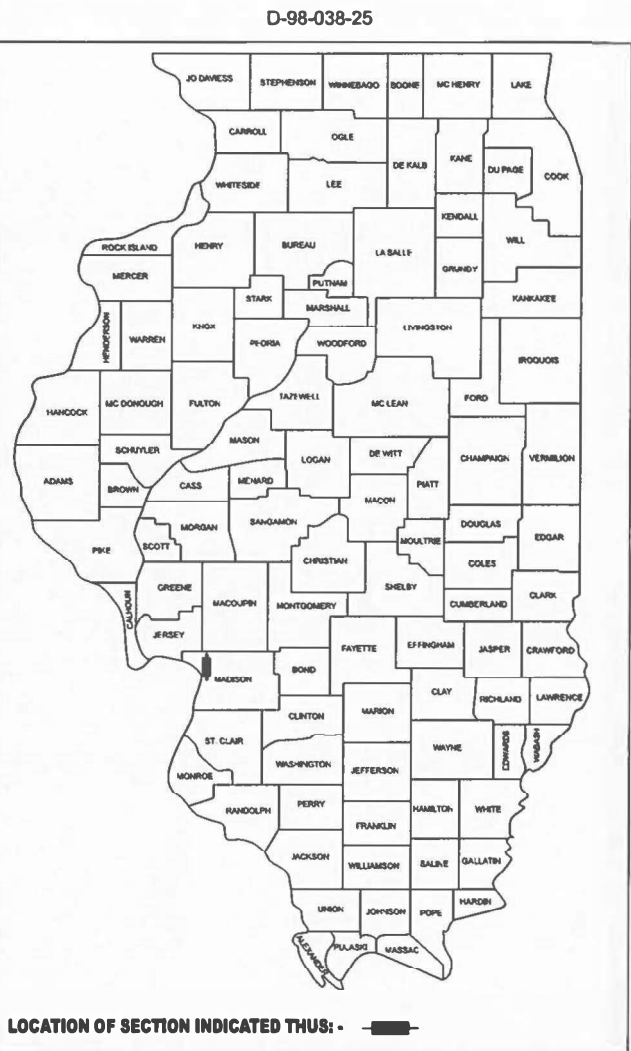 D-98-038-25
JO DAVIESS STEPHENSON WINNEBAGO BOONE MC HENRY LAKE
CARROLL OGLE
DE KALB KANE DU PAGE COOK
WHITESIDE LEE
KENDALL
ROCK ISLAND HENRY BUREAU LA SALLE WILL
MERCER PUTNAM GRUNDY
STARK MARSHALL KANKAKEE
HENDERSON WARREN KNOX PEORIA WOODFORD LIVINGSTON
IROQUOIS
HANCOCK MC DONOUGH FULTON TAZEWELL MC LEAN FORD
SCHUYLER MASON
ADAMS BROWN CASS MENARD LOGAN DE WITT PIATT CHAMPAIGN VERMILION
MACON
PIKE SCOTT MORGAN SANGAMON MOULTRIE DOUGLAS EDGAR
CHRISTIAN COLES
CALHOUN GREENE MACOUPIN MONTGOMERY SHELBY CUMBERLAND CLARK
JERSEY FAYETTE EFFINGHAM JASPER CRAWFORD
MADISON BOND
CLAY RICHLAND LAWRENCE
CLINTON MARION
ST. CLAIR WAYNE EDWARDS WABASH
MONROE WASHINGTON JEFFERSON
RANDOLPH PERRY HAMILTON WHITE
FRANKLIN
JACKSON WILLIAMSON SALINE GALLATIN
UNION JOHNSON POPE HARDIN
ALEXANDER PULASKI MASSAC
LOCATION OF SECTION INDICATED THUS: -